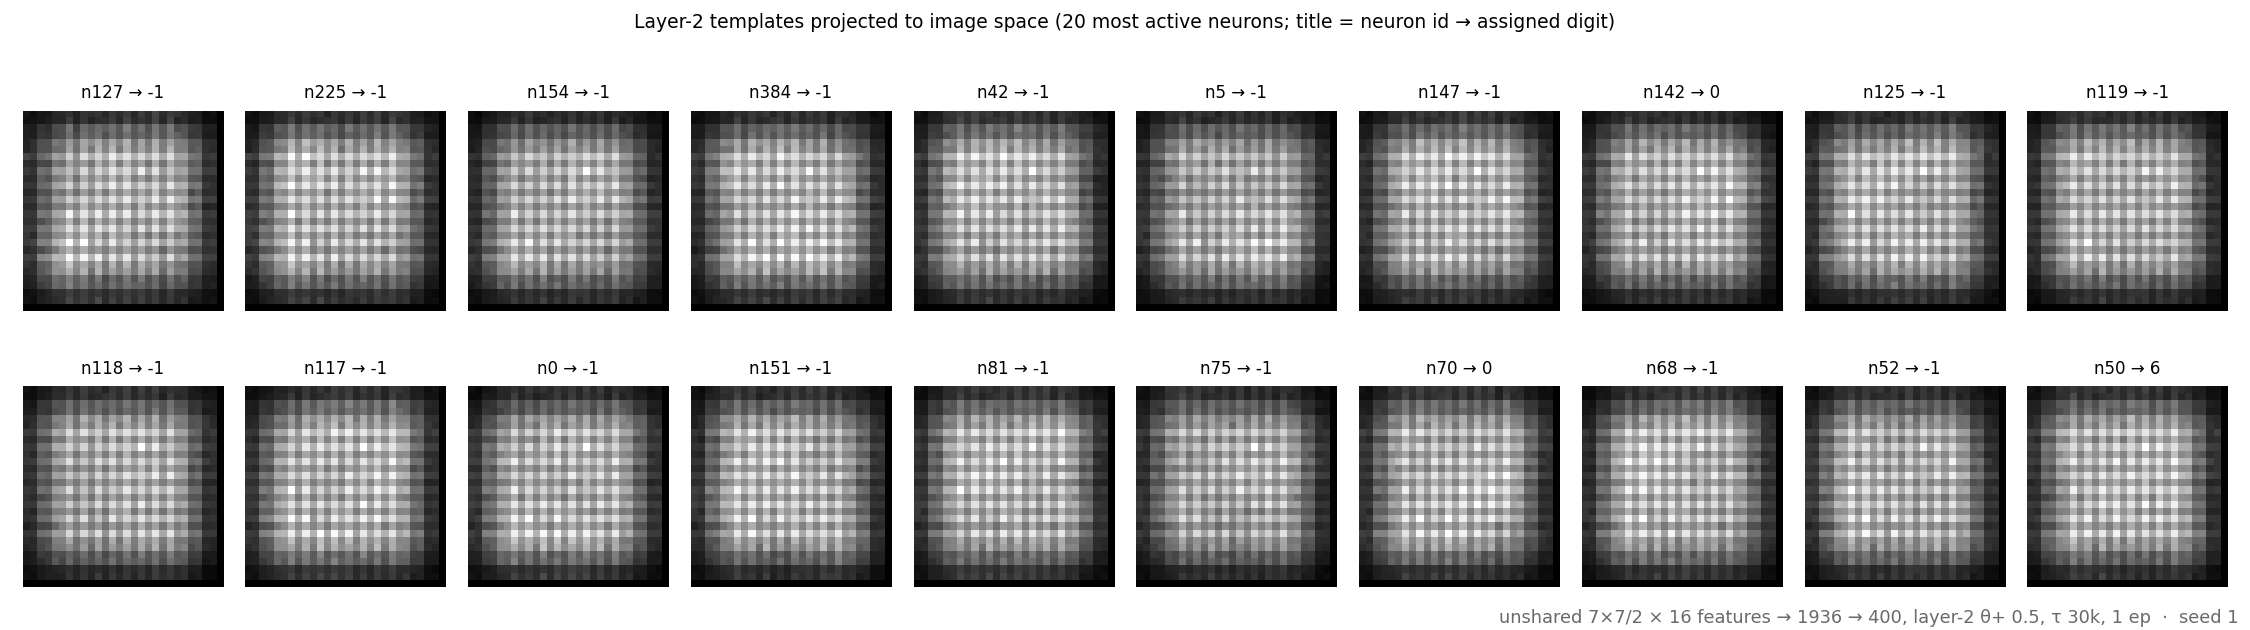 Layer-2 templates projected to image space (20 most active neurons; title = neuron id → assigned digit)
n127 → -1 n225 → -1 n154 → -1 n384 → -1 n42 → -1 n5 → -1 n147 → -1 n142 → 0 n125 → -1 n119 → -1
n118 → -1 n117 → -1 n0 → -1 n151 → -1 n81 → -1 n75 → -1 n70 → 0 n68 → -1 n52 → -1 n50 → 6
unshared 7×7/2 × 16 features → 1936 → 400, layer-2 θ+ 0.5, τ 30k, 1 ep · seed 1